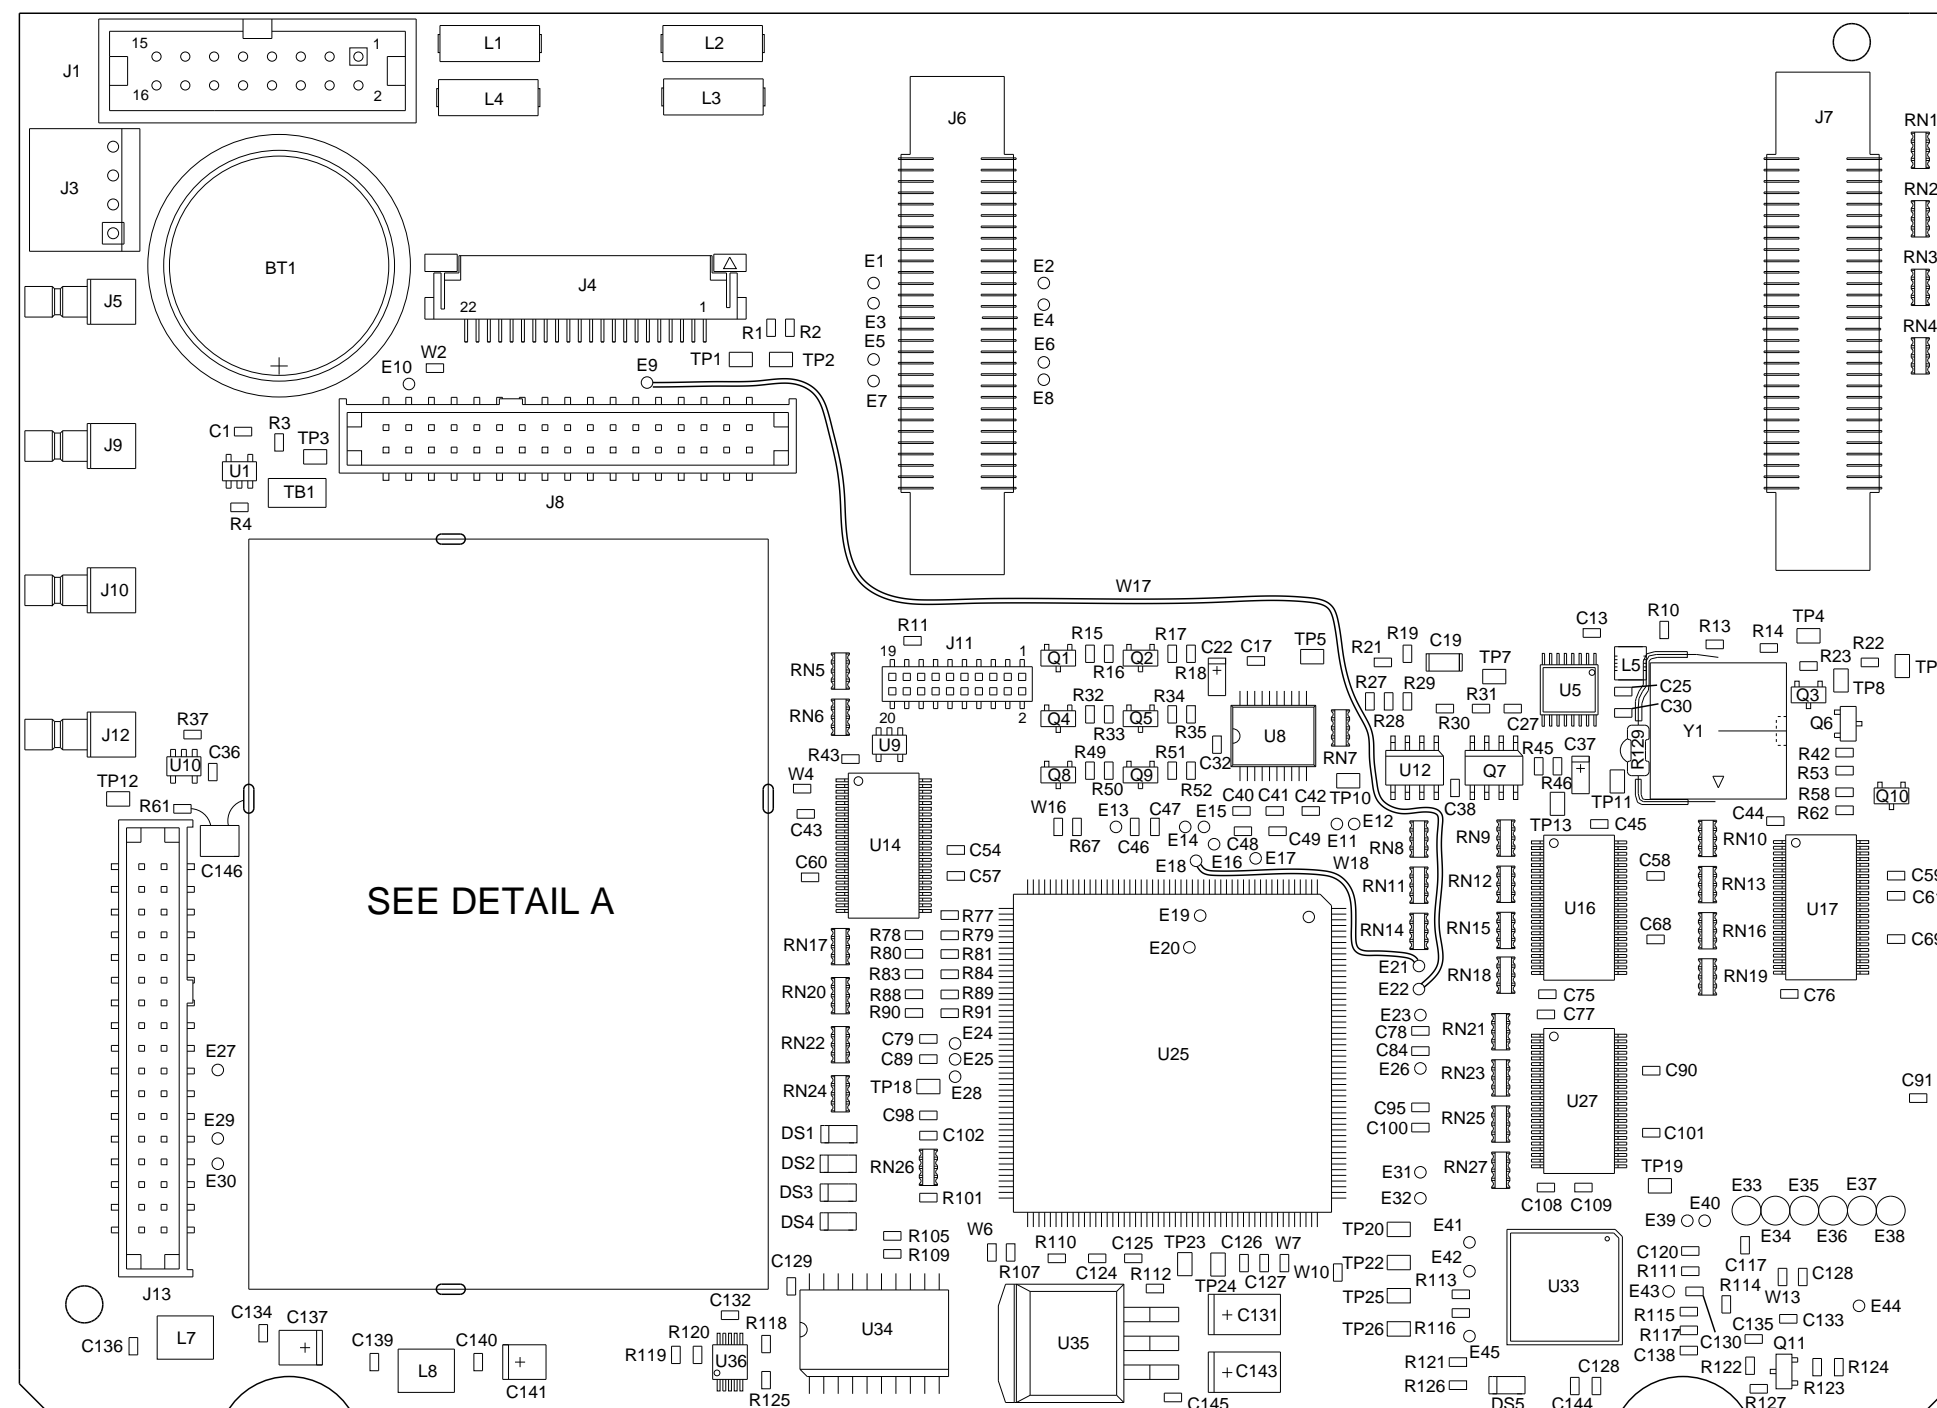 15 1 L1 L2
J1
16 2 L4 L3
J6 J7 RN1
J3 RN2
RN3
BT1 E1 E2
J5 J4
22 1 E3 E4 RN4
R1 R2
E5 E6
W2 TP1 TP2
E10 E9
E7 E8
C1 R3 TP3
J9
U1
TB1
J8
R4
J10 W17
R11 J11 R15 R17 C22 C17 TP5 R21 R19 C19 C13 R10 R13 R14 TP4 R22
19 1 Q1 Q2 TP7 L5 R23 TP
RN5 R16 R18 U5 C25 TP8
R32 R34 R27 R29 R31 C30 Q3
RN6 20 2 Q4 Q5 R28 R30 C27 Y1 Q6
J12 R37 R33 R35 U8
U9 R45 C37 R129 R42
R43 R49 R51 C32 RN7 U12 Q7 R53
U10 C36 W4 Q8 Q9 R46 R58 Q10
TP12 R50 R52 TP10 C38 TP11 R62
R61 W16 E13 C47 E15 C40 C41 C42 E12 C44
C43 R67 C46 E14 C48 C49 E11 RN8 RN9 TP13 C45 RN10
U14 C54 E18 E16 E17 W18 C58
C146 C60 C57 RN11 RN12 RN13 C59
SEE DETAIL A U16 U17 C61
R77 E19 RN14 RN15 C68 RN16
RN17 R78 R79 C69
R80 R81 E20
R83 R84 E21 RN18 RN19
RN20 R88 R89 E22 C75 C76
R90 R91 E23 C77
RN22 C79 E24 C78 RN21
E27 C89 E25 U25 C84
E26 RN23 C90
RN24 TP18 E28 C91
E29 C98 C95 RN25 U27
DS1 C102 C100 C101
DS2 RN26 E31 RN27 TP19
E30 DS3 R101 E32 C108 C109 E33 E35 E37
DS4 E39 E40
R105 W6 TP20 E41 E34 E36 E38
R109 R110 C125 TP23 C126 W7 C120
C129 R107 C124 R112 TP24 C127 W10 TP22 E42 U33 R111 C117 C128
J13 R113 E43 R114 W13 E44
C134 C137 C132 R118 U34 U35 C131 TP25 R115 C133
L7 TP26 R116 R117 C130 C135
C136 C139 C140 R120 C138 Q11
R119 U36 R121 E45 R122 R124
L8 C143 C128 R123
C141 R125 C145 R126 DS5 C144 R127